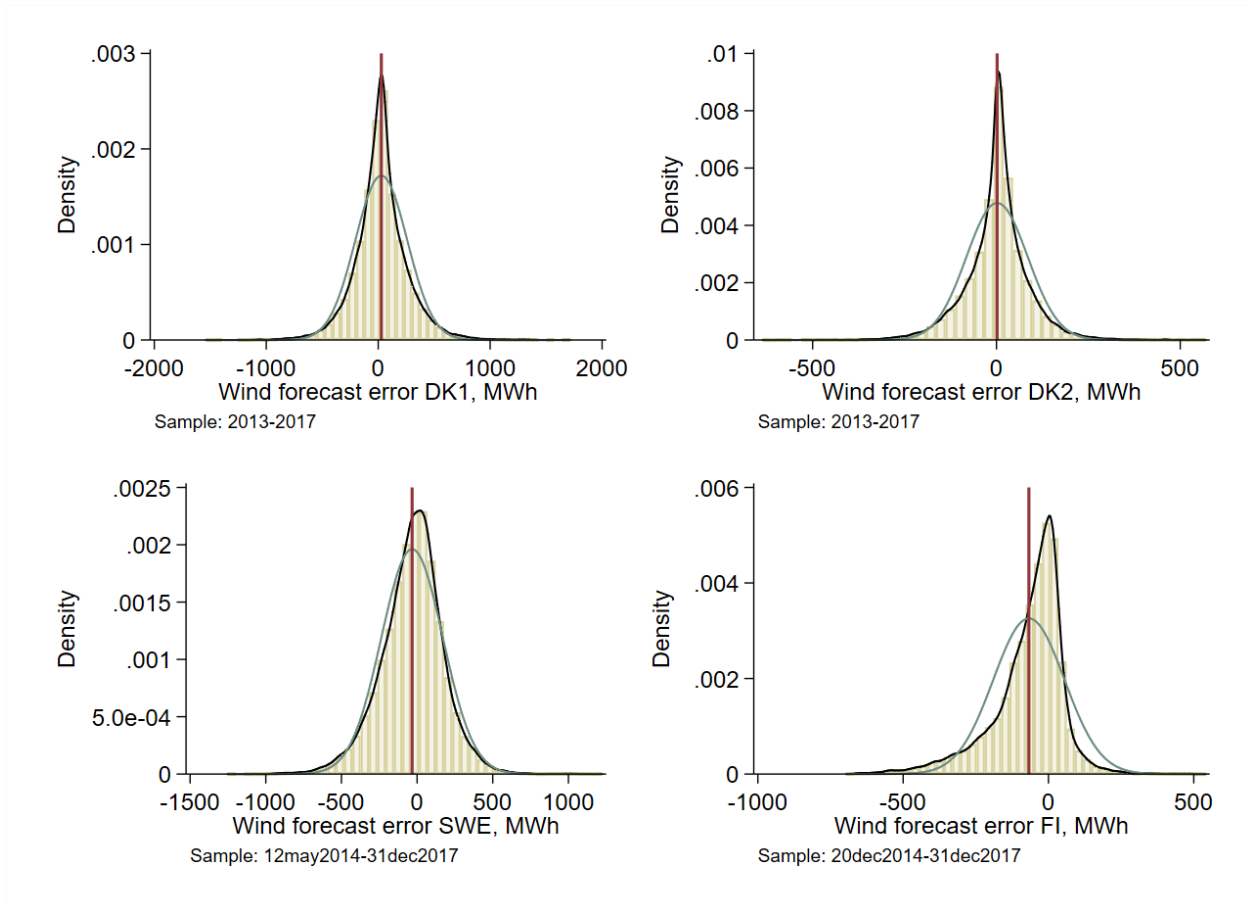 .003
.002
.001
0
Density
-2000 -1000 0 1000 2000
Wind forecast error DK1, MWh
Sample: 2013-2017
.01
.008
.006
.004
.002
0
Density
-500 0 500
Wind forecast error DK2, MWh
Sample: 2013-2017
.0025
.002
.0015
.001
5.0e-04
0
Density
-1500 -1000 -500 0 500 1000
Wind forecast error SWE, MWh
Sample: 12may2014-31dec2017
.006
.004
.002
0
Density
-1000 -500 0 500
Wind forecast error FI, MWh
Sample: 20dec2014-31dec2017